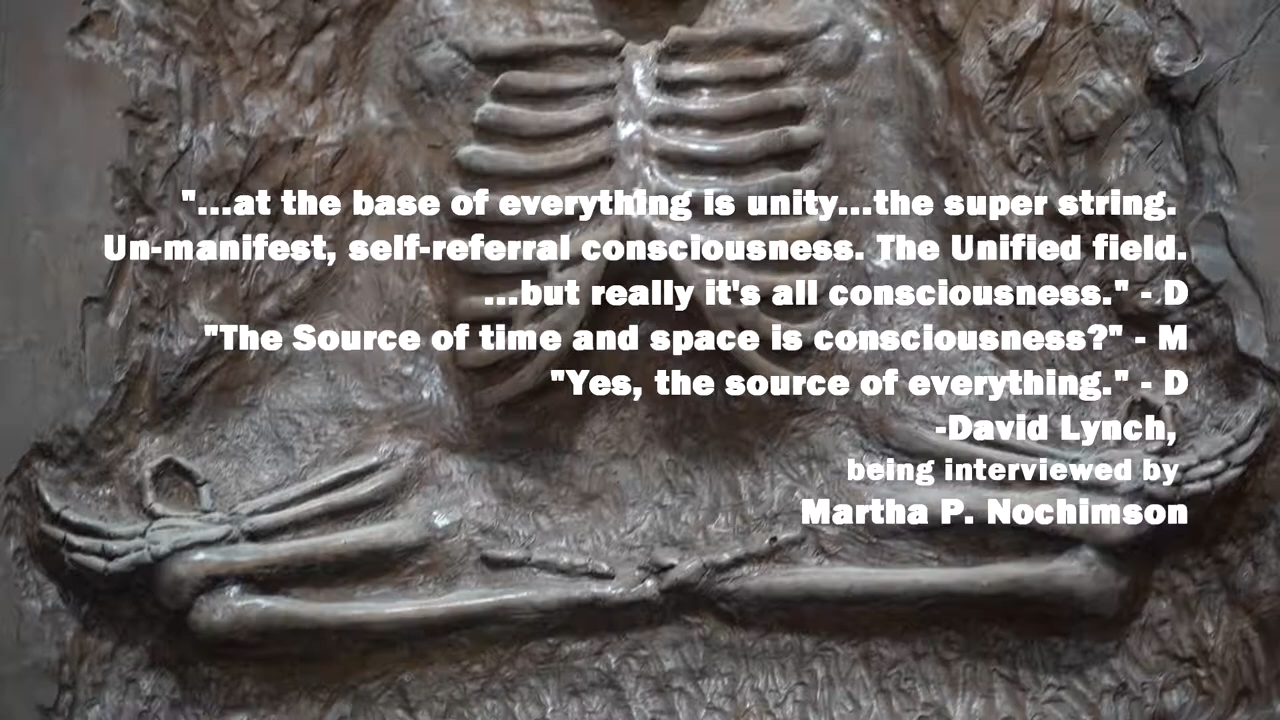 "...at the base of everything is unity...the super string.
Un-manifest, self-referral consciousness. The Unified field.
...but really it's all consciousness." - D
"The Source of time and space is consciousness?" - M
"Yes, the source of everything." - D
-David Lynch,
being interviewed by
Martha P. Nochimson